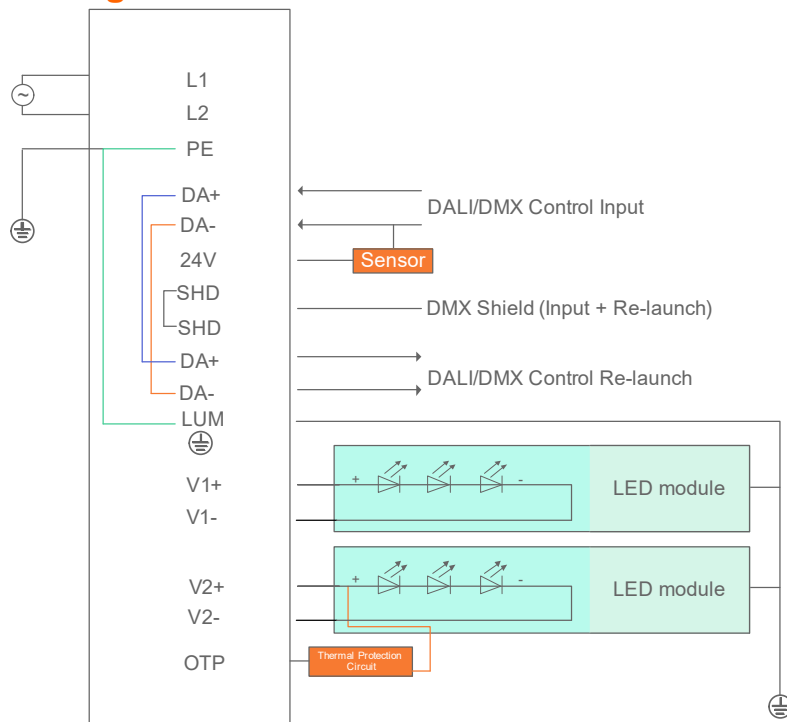 L1
~
L2
PE
DA+
DALI/DMX Control Input
DA-
24V
Sensor
SHD
DMX Shield (Input + Re-launch)
SHD
DA+
DALI/DMX Control Re-launch
DA-
LUM
+ -
V1+
LED module
V1-
+ -
V2+
LED module
V2-
OTP
Thermal Protection
Circuit